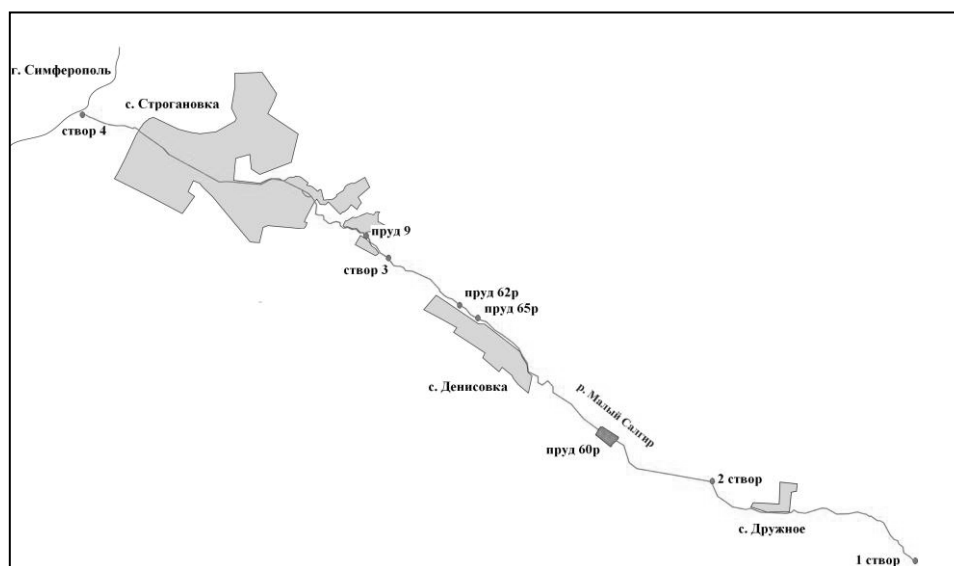 г. Симферополь
с. Строгановка
створ 4
пруд 9
створ 3
пруд 62р
пруд 65р
с. Денисовка
р. Малый Салгир
пруд 60р
2 створ
с. Дружное
1 створ